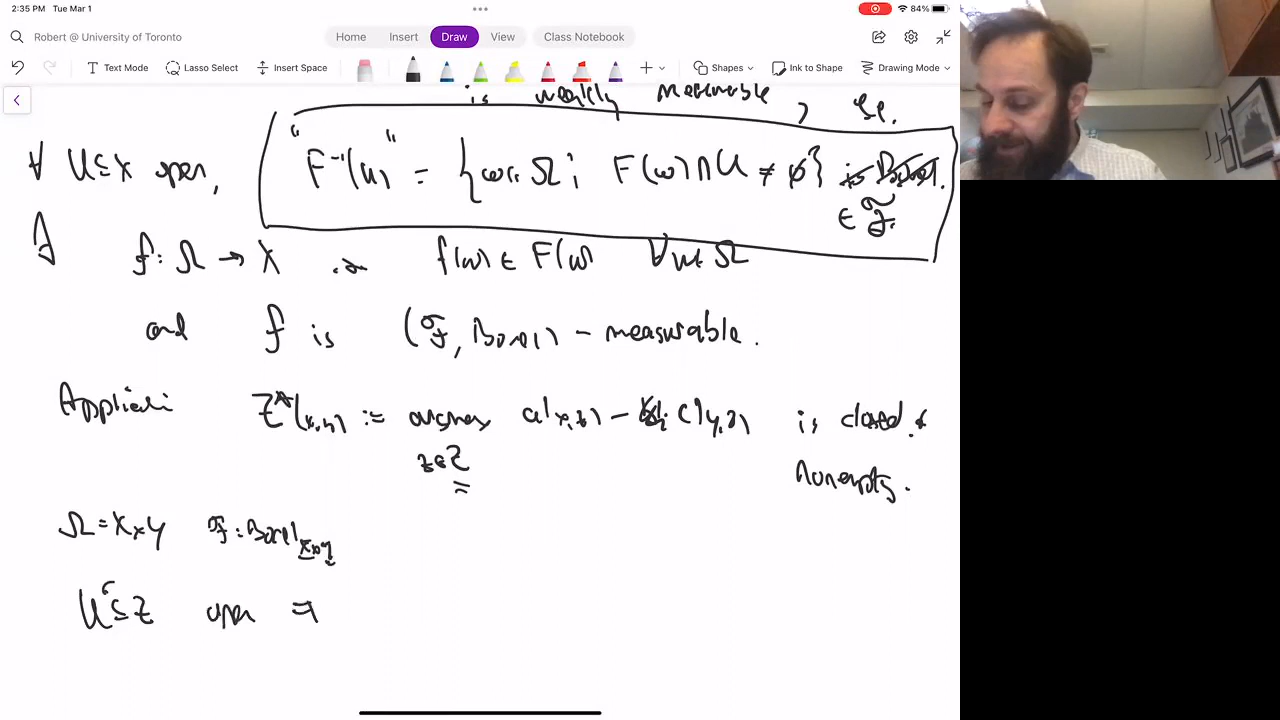 2:35 PM Tue Mar 1
84%
Robert @ University of Toronto
Home Insert Draw View Class Notebook
Text Mode Lasso Select Insert Space Shapes Ink to Shape Drawing Mode
is weakly measurable, i.e.
∀ U ⊆ X open, "F⁻¹(U)" = {ω ∈ Ω; F(ω) ∩ U ≠ ∅}
∈ F.
∃ f: Ω → X f(ω) ∈ F(ω) ∀ω ∈ Ω
and f is (F, Borel) - measurable.
Z*(x,y) := argmax a(x,z) - c(y,z) is closed &
z∈Z
Nonempty.
Ω = X × Y F = Borel X×Y
U ⊆ Z open ⇒